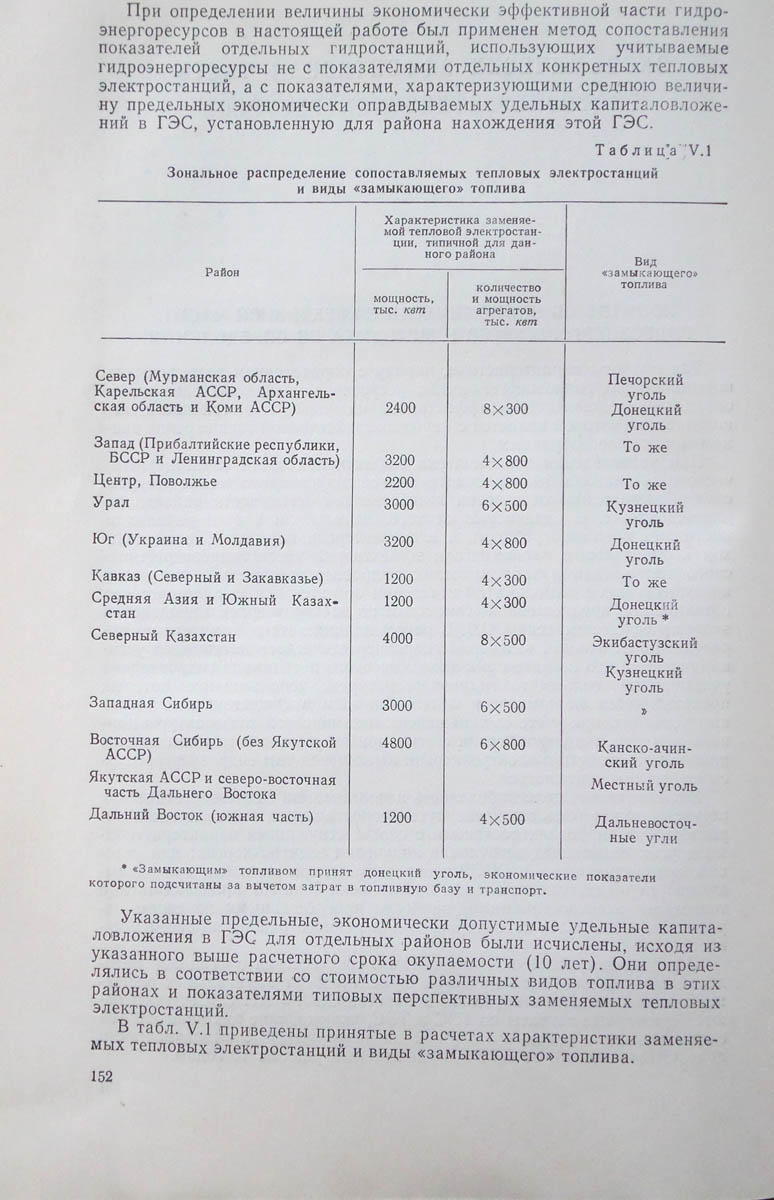 При определении величины экономически эффективной части гидро-
энергоресурсов в настоящей работе был применен метод сопоставления
показателей отдельных гидростанций, использующих учитываемые
гидроэнергоресурсы не с показателями отдельных конкретных тепловых
электростанций, а с показателями, характеризующими среднюю величи-
ну предельных экономически оправдываемых удельных капиталовложе-
ний в ГЭС, установленную для района нахождения этой ГЭС.
Таблица V.1
Зональное распределение сопоставляемых тепловых электростанций
и виды «замыкающего» топлива
Район
Характеристика заменяе-
мой тепловой электростан-
ции, типичной для дан-
ного района
мощность,
тыс. квт
количество
и мощность
агрегатов,
тыс. квт
Вид
«замыкающего»
топлива
Север (Мурманская область,
Карельская АССР, Архангель-
ская область и Коми АССР) 2400 8×300
Печорский
уголь
Донецкий
уголь
Запад (Прибалтийские республики,
БССР и Ленинградская область) 3200 4×800 То же
Центр, Поволжье 2200 4×800 То же
Урал 3000 6×500 Кузнецкий
уголь
Юг (Украина и Молдавия) 3200 4×800 Донецкий
уголь
Кавказ (Северный и Закавказье) 1200 4×300 То же
Средняя Азия и Южный Казах-
стан 1200 4×300 Донецкий
уголь *
Северный Казахстан 4000 8×500 Экибастузский
уголь
Кузнецкий
уголь
Западная Сибирь 3000 6×500 »
Восточная Сибирь (без Якутской
АССР) 4800 6×800 Канско-ачин-
ский уголь
Якутская АССР и северо-восточная
часть Дальнего Востока Местный уголь
Дальний Восток (южная часть) 1200 4×500 Дальневосточ-
ные угли
* «Замыкающим» топливом принят донецкий уголь, экономические показатели
которого подсчитаны за вычетом затрат в топливную базу и транспорт.
Указанные предельные, экономически допустимые удельные капита-
ловложения в ГЭС для отдельных районов были исчислены, исходя из
указанного выше расчетного срока окупаемости (10 лет). Они опреде-
лялись в соответствии со стоимостью различных видов топлива в этих
районах и показателями типовых перспективных заменяемых тепловых
электростанций.
В табл. V.1 приведены принятые в расчетах характеристики заменяе-
мых тепловых электростанций и виды «замыкающего» топлива.
152